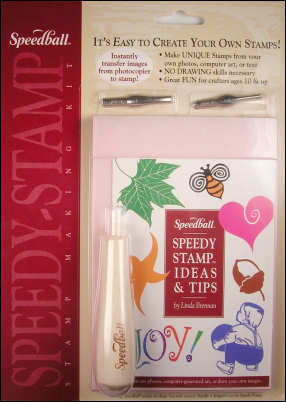 Speedball®
IT'S EASY TO CREATE YOUR OWN STAMPS!
Instantly
transfer images
from photocopier
to stamp!
• Make UNIQUE Stamps from your
own photos, computer art, or text
• NO DRAWING skills necessary
• Great FUN for crafters ages 10 & up
SPEEDY-STAMP
STAMP MAKING KIT
Speedball
SPEEDY
STAMP™
IDEAS
& TIPS
by Linda Brennan
Speedball
JOY!